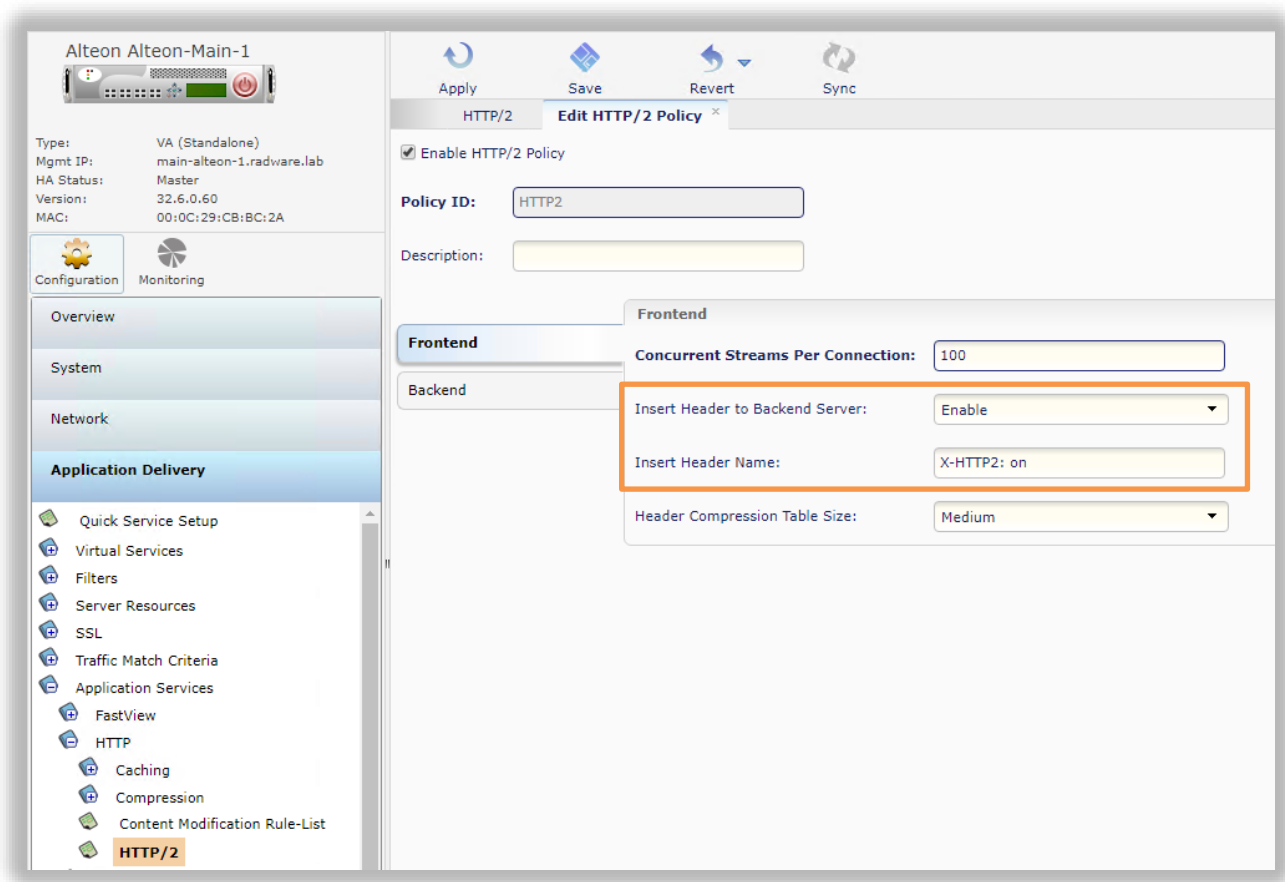 Alteon Alteon-Main-1
Type: VA (Standalone)
Mgmt IP: main-alteon-1.radware.lab
HA Status: Master
Version: 32.6.0.60
MAC: 00:0C:29:CB:BC:2A
Configuration Monitoring
Overview
System
Network
Application Delivery
Quick Service Setup
Virtual Services
Filters
Server Resources
SSL
Traffic Match Criteria
Application Services
FastView
HTTP
Caching
Compression
Content Modification Rule-List
HTTP/2
Apply Save Revert Sync
HTTP/2 Edit HTTP/2 Policy
Enable HTTP/2 Policy
Policy ID: HTTP2
Description:
Frontend
Backend
Frontend
Concurrent Streams Per Connection: 100
Insert Header to Backend Server: Enable
Insert Header Name: X-HTTP2: on
Header Compression Table Size: Medium